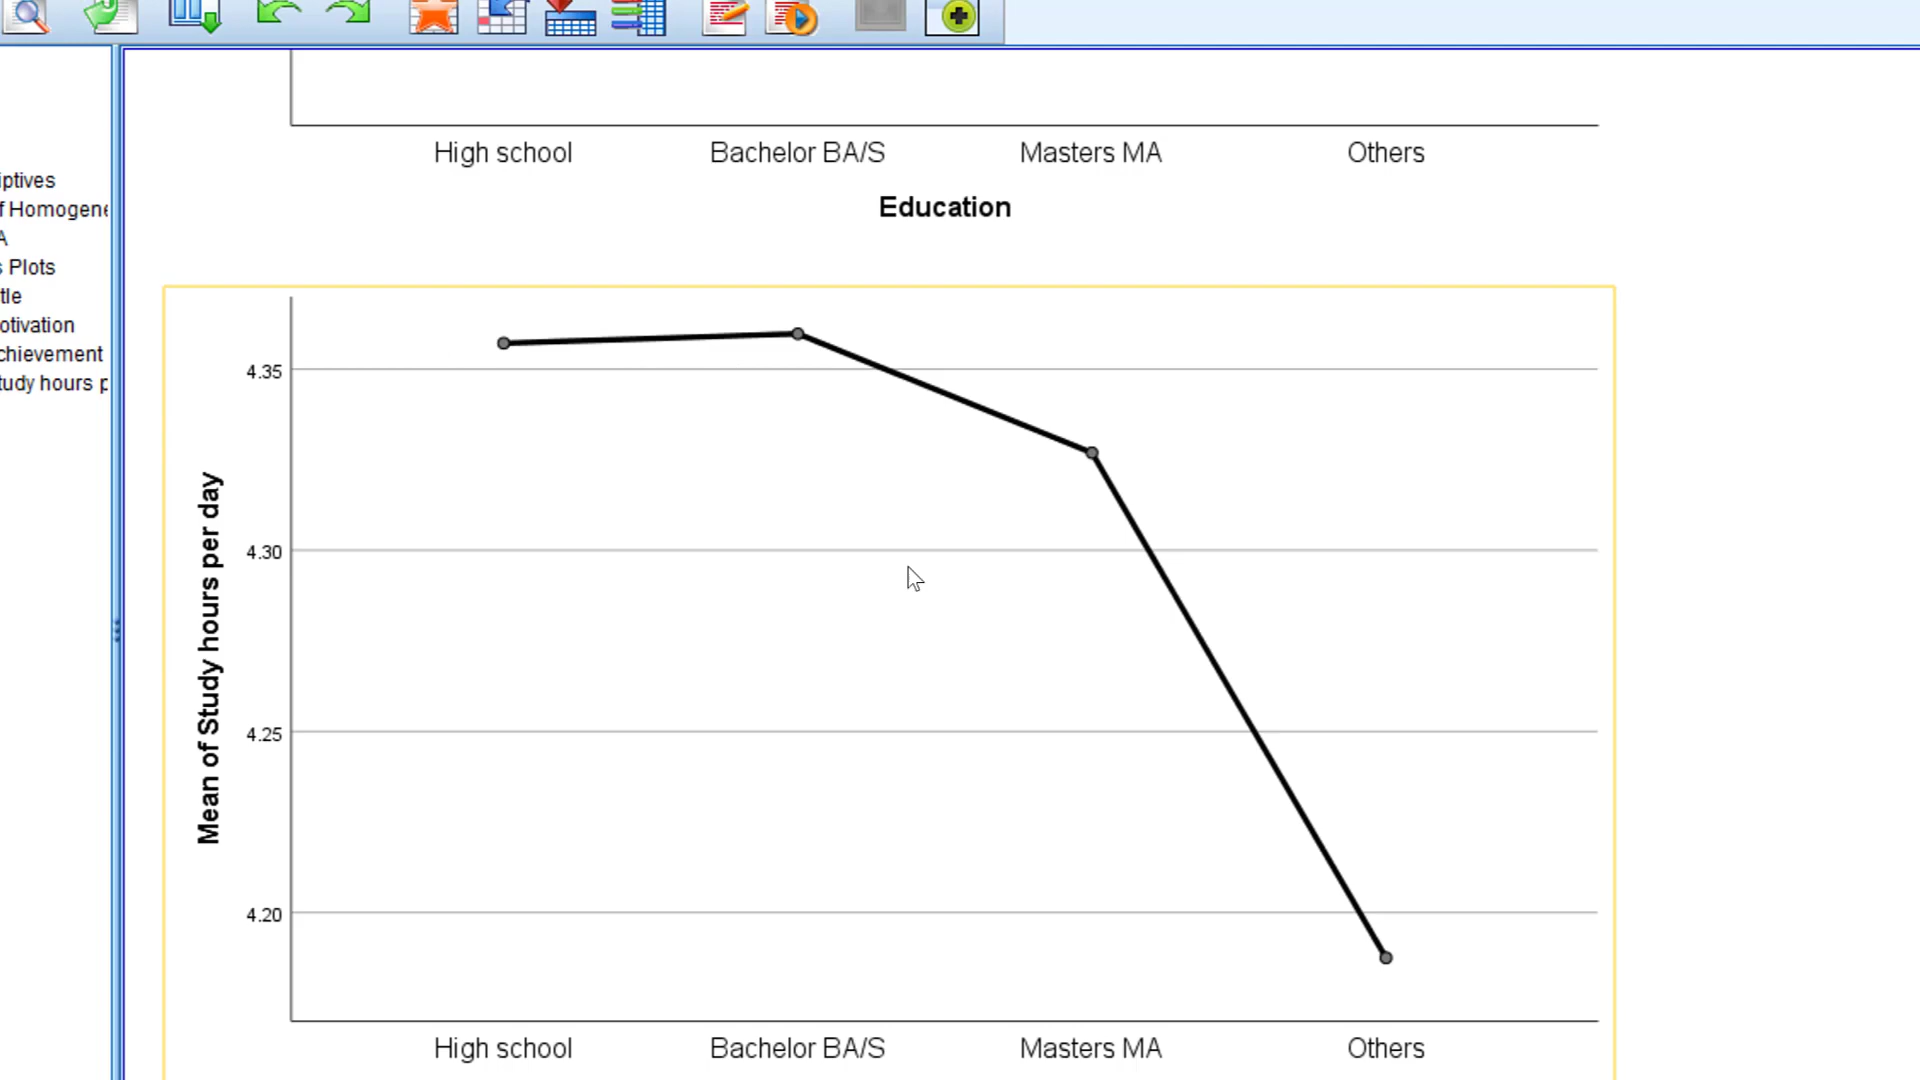 High school Bachelor BA/S Masters MA Others
Education
iptives
f Homogene
A
s Plots
tle
otivation
chievement
tudy hours p
Mean of Study hours per day
4.35
4.30
4.25
4.20
High school Bachelor BA/S Masters MA Others